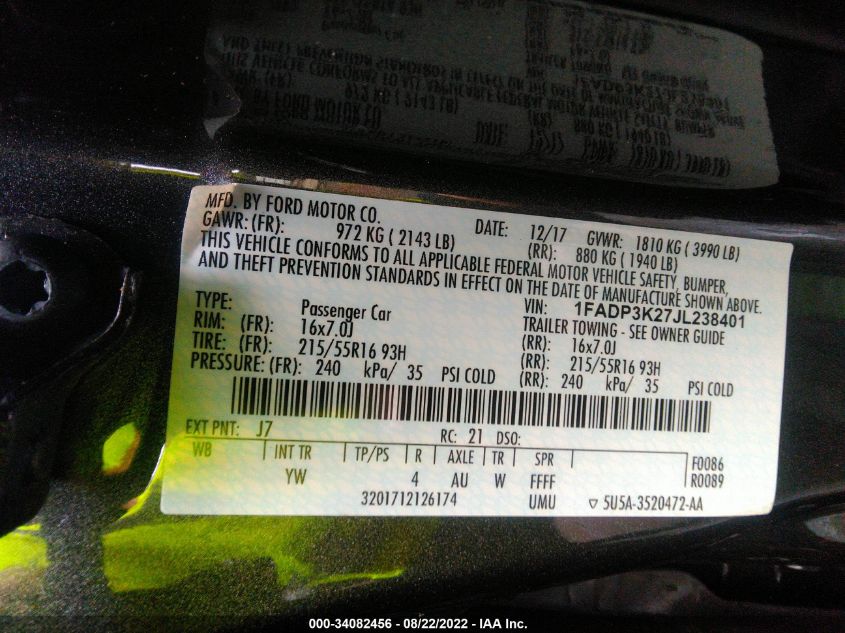 MFD. BY FORD MOTOR CO.
DATE: 12/17 GVWR: 1810 KG ( 3990 LB)
GAWR: (FR): 972 KG ( 2143 LB) (RR): 880 KG ( 1940 LB)
THIS VEHICLE CONFORMS TO ALL APPLICABLE FEDERAL MOTOR VEHICLE SAFETY, BUMPER,
AND THEFT PREVENTION STANDARDS IN EFFECT ON THE DATE OF MANUFACTURE SHOWN ABOVE.
VIN: 1FADP3K27JL238401
TYPE: Passenger Car TRAILER TOWING - SEE OWNER GUIDE
RIM: (FR): 16x7.0J (RR): 16x7.0J
TIRE: (FR): 215/55R16 93H (RR): 215/55R16 93H
PRESSURE: (FR): 240 kPa/ 35 PSI COLD (RR): 240 kPa/ 35 PSI COLD
EXT PNT: J7 RC: 21 DSO:
WB INT TR TP/PS R AXLE TR SPR F0086
YW 4 AU W FFFF R0089
3201712126174 UMU ▽ 5U5A-3520472-AA
000-34082456 - 08/22/2022 - IAA Inc.